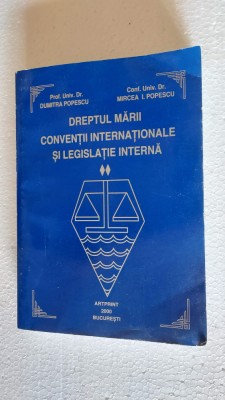 Prof. Univ. Dr.
DUMITRA POPESCU
Conf. Univ. Dr.
MIRCEA I. POPESCU
DREPTUL MĂRII
CONVENȚII INTERNAȚIONALE
ȘI LEGISLAȚIE INTERNĂ
ARTPRINT
2000
BUCUREȘTI